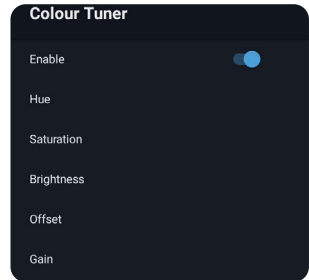 Colour Tuner
Enable
Hue
Saturation
Brightness
Offset
Gain